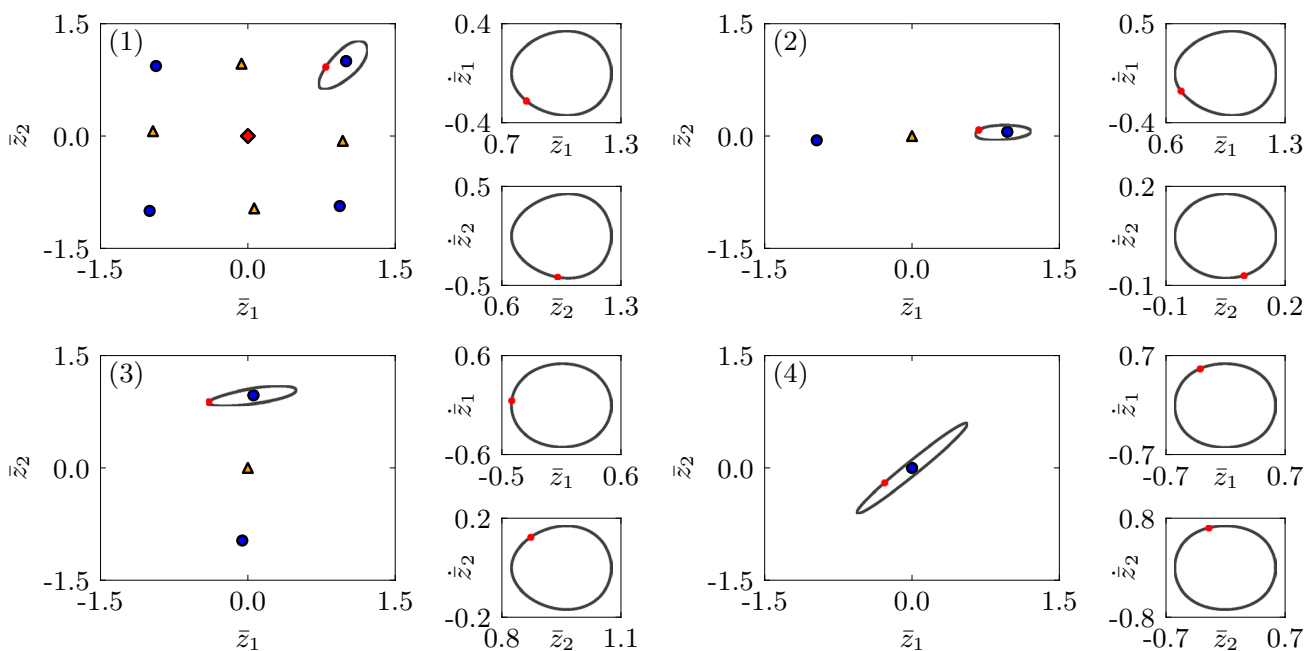 (1)
1.5
0.0
-1.5
z̄₂
-1.5 0.0 1.5
z̄₁
0.4
-0.4
ż̄₁
0.7 z̄₁ 1.3
0.5
-0.5
ż̄₂
0.6 z̄₂ 1.3
(2)
1.5
0.0
-1.5
z̄₂
-1.5 0.0 1.5
z̄₁
0.5
-0.4
ż̄₁
0.6 z̄₁ 1.3
0.2
-0.1
ż̄₂
-0.1 z̄₂ 0.2
(3)
1.5
0.0
-1.5
z̄₂
-1.5 0.0 1.5
z̄₁
0.6
-0.6
ż̄₁
-0.5 z̄₁ 0.6
0.2
-0.2
ż̄₂
0.8 z̄₂ 1.1
(4)
1.5
0.0
-1.5
z̄₂
-1.5 0.0 1.5
z̄₁
0.7
-0.7
ż̄₁
-0.7 z̄₁ 0.7
0.8
-0.8
ż̄₂
-0.7 z̄₂ 0.7